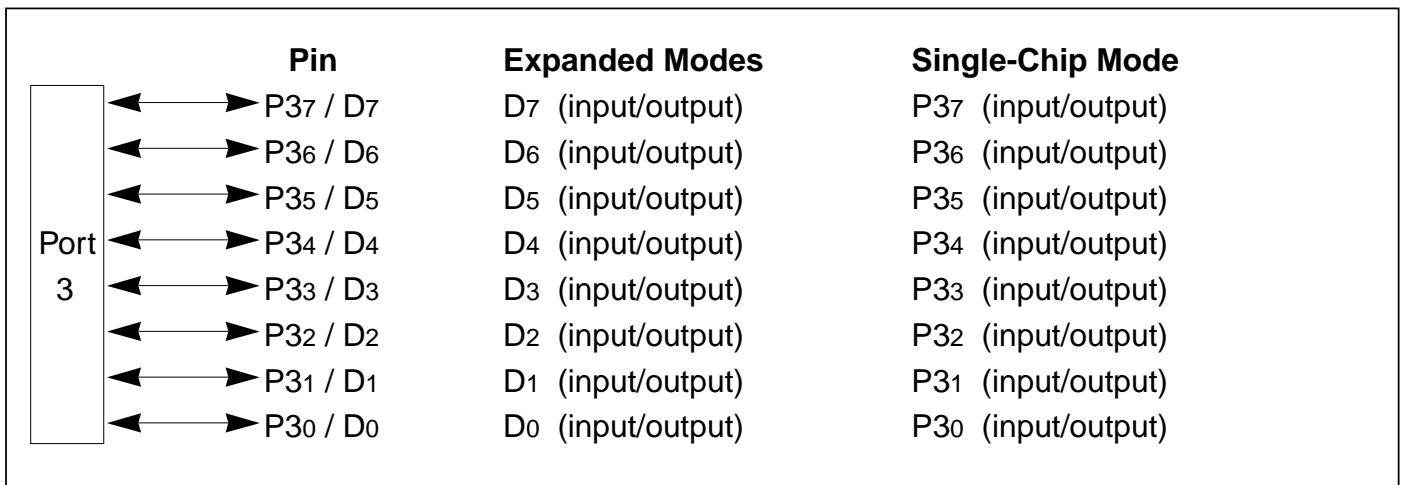 Pin Expanded Modes Single-Chip Mode
P37 / D7 D7 (input/output) P37 (input/output)
P36 / D6 D6 (input/output) P36 (input/output)
P35 / D5 D5 (input/output) P35 (input/output)
Port P34 / D4 D4 (input/output) P34 (input/output)
3 P33 / D3 D3 (input/output) P33 (input/output)
P32 / D2 D2 (input/output) P32 (input/output)
P31 / D1 D1 (input/output) P31 (input/output)
P30 / D0 D0 (input/output) P30 (input/output)